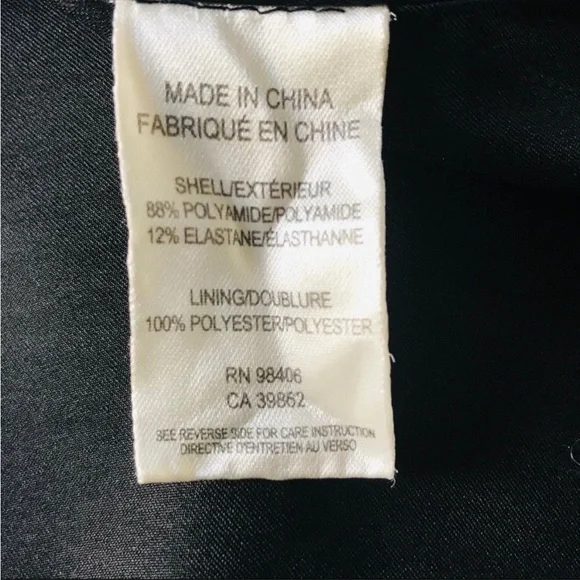 MADE IN CHINA
FABRIQUÉ EN CHINE
SHELL/EXTÉRIEUR
88% POLYAMIDE/POLYAMIDE
12% ELASTANE/ÉLASTHANNE
LINING/DOUBLURE
100% POLYESTER/POLYESTER
RN 98406
CA 39862
SEE REVERSE SIDE FOR CARE INSTRUCTION
DIRECTIVE D'ENTRETIEN AU VERSO